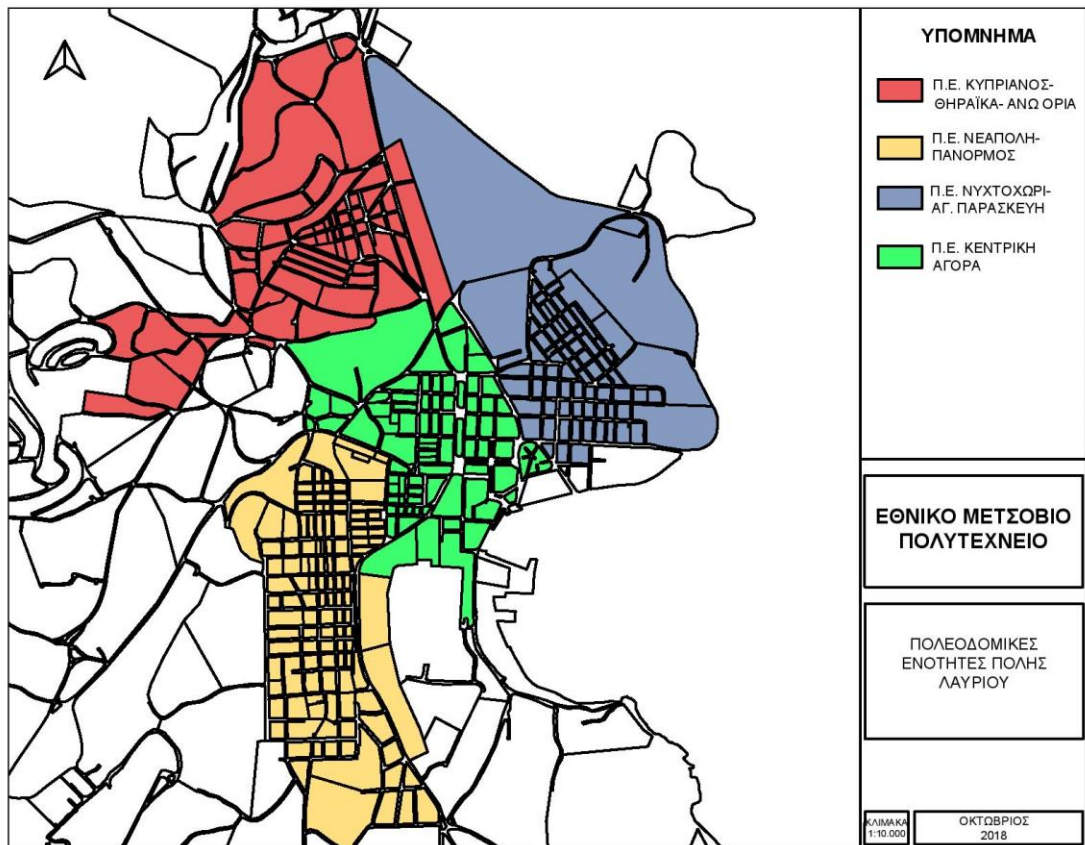 ΥΠΟΜΝΗΜΑ
Π.Ε. ΚΥΠΡΙΑΝΟΣ-
ΘΗΡΑΪΚΑ- ΑΝΩ ΟΡΙΑ
Π.Ε. ΝΕΑΠΟΛΗ-
ΠΑΝΟΡΜΟΣ
Π.Ε. ΝΥΧΤΟΧΩΡΙ-
ΑΓ. ΠΑΡΑΣΚΕΥΗ
Π.Ε. ΚΕΝΤΡΙΚΗ
ΑΓΟΡΑ
ΕΘΝΙΚΟ ΜΕΤΣΟΒΙΟ
ΠΟΛΥΤΕΧΝΕΙΟ
ΠΟΛΕΟΔΟΜΙΚΕΣ
ΕΝΟΤΗΤΕΣ ΠΟΛΗΣ
ΛΑΥΡΙΟΥ
ΚΛΙΜΑΚΑ
1:10.000
ΟΚΤΩΒΡΙΟΣ
2018